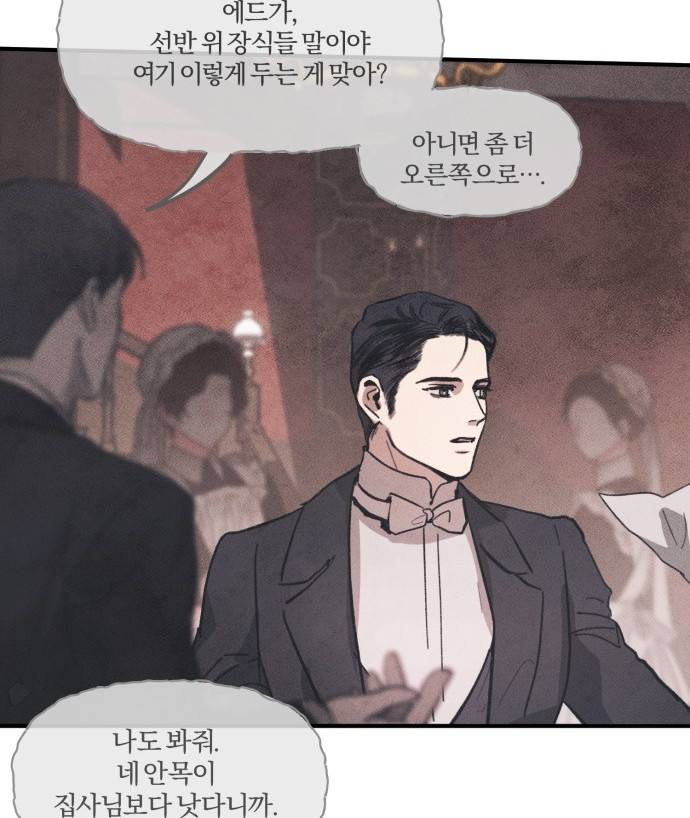 에드가,
선반 위 장식들 말이야
여기 이렇게 두는 게 맞아?
아니면 좀 더
오른쪽으로….
나도 봐줘.
네 안목이
집사님보다 낫다니까.